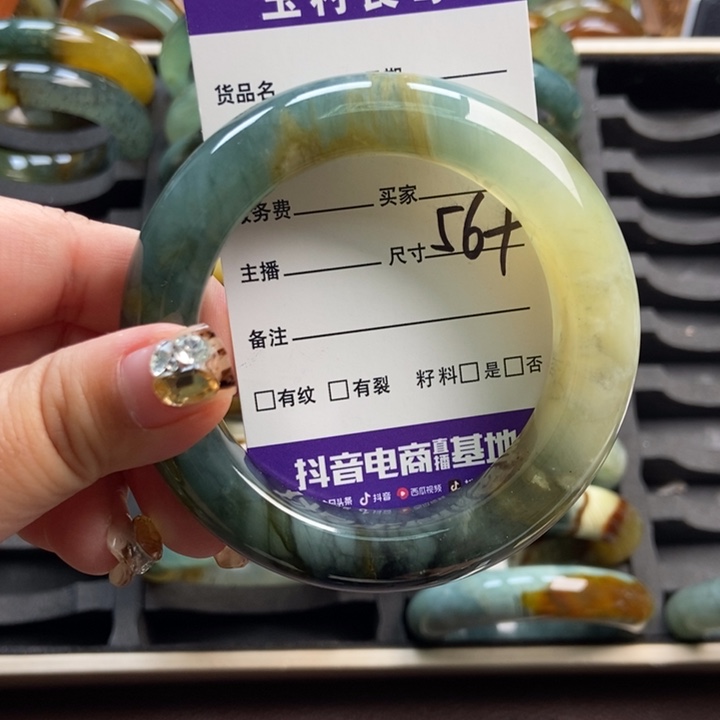 货品名
务费 买家
主播 尺寸 56+
备注
□有纹 □有裂 籽料□是□否
抖音电商直播基地
抖音 西瓜视频